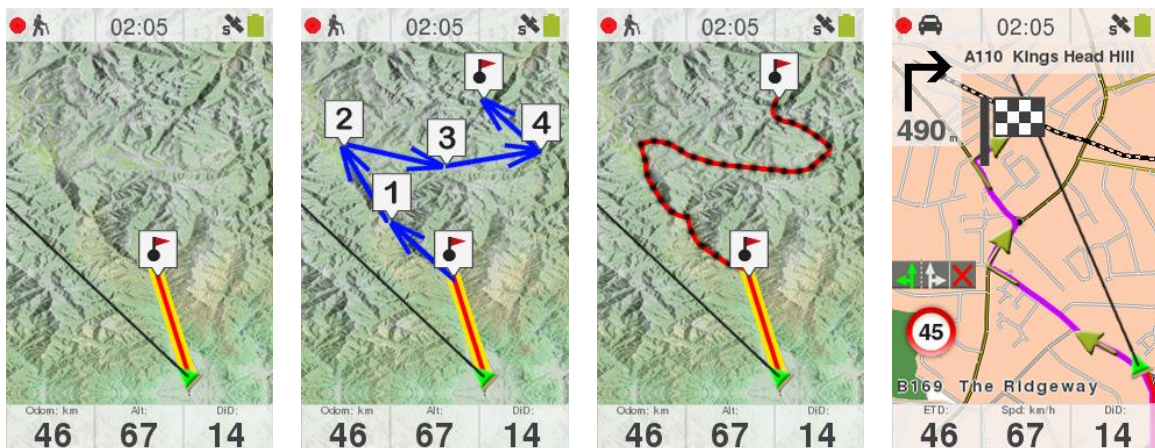 02:05
S
Odom: km Alt: DiD:
46 67 14
02:05
S
2
3
4
1
Odom: km Alt: DiD:
46 67 14
02:05
S
Odom: km Alt: DiD:
46 67 14
02:05
S
A110 Kings Head Hill
490 m
45
B169 The Ridgeway
ETD: Spd: km/h DiD:
46 67 14